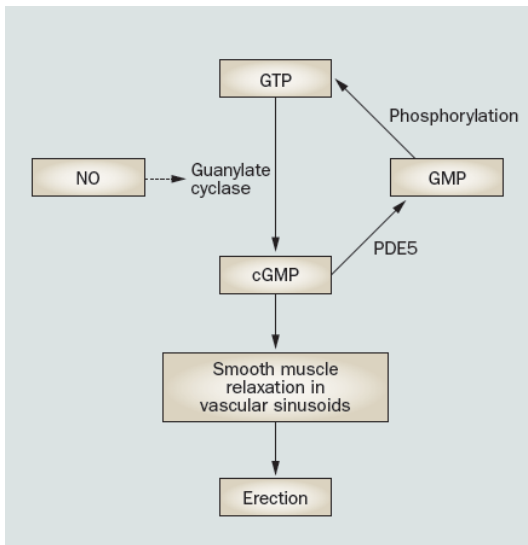 GTP
Phosphorylation
NO
Guanylate
cyclase
GMP
PDE5
cGMP
Smooth muscle
relaxation in
vascular sinusoids
Erection